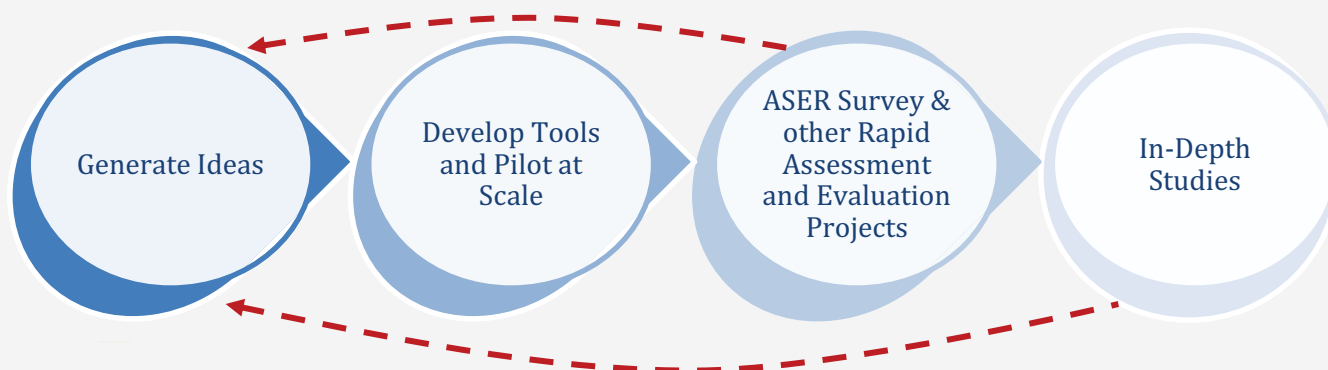 Generate Ideas
Develop Tools
and Pilot at
Scale
ASER Survey &
other Rapid
Assessment
and Evaluation
Projects
In-Depth
Studies